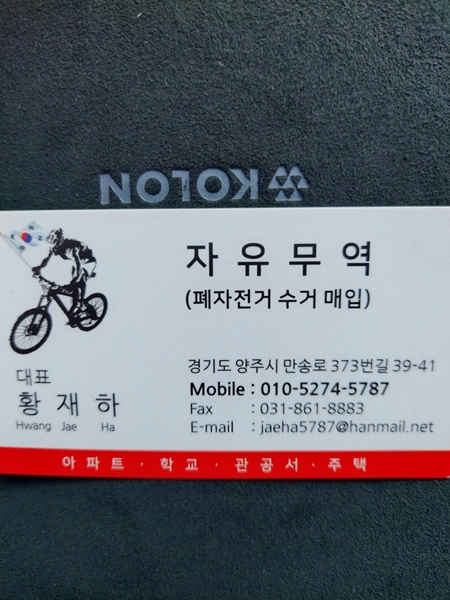 KOLON
자유무역
(폐자전거 수거 매입)
대표
황재하
Hwang Jae Ha
경기도 양주시 만송로 373번길 39-41
Mobile : 010-5274-5787
Fax : 031-861-8883
E-mail : jaeha5787@hanmail.net
아파트 · 학교 · 관공서 · 주택